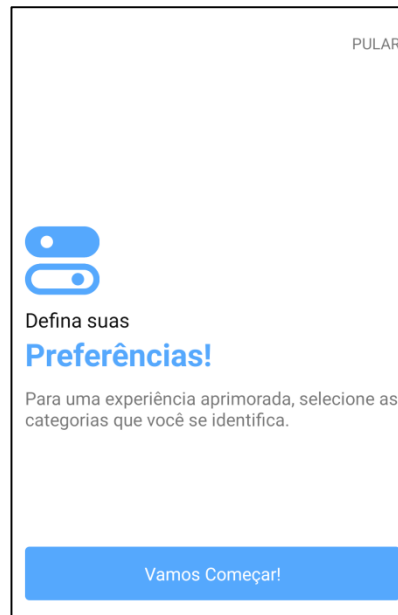 PULAR
Defina suas
Preferências!
Para uma experiência aprimorada, selecione as
categorias que você se identifica.
Vamos Começar!